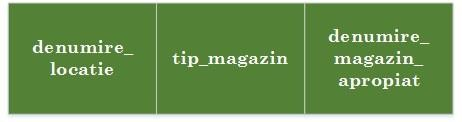 denumire_
locatie
tip_magazin
denumire_
magazin_
apropiat